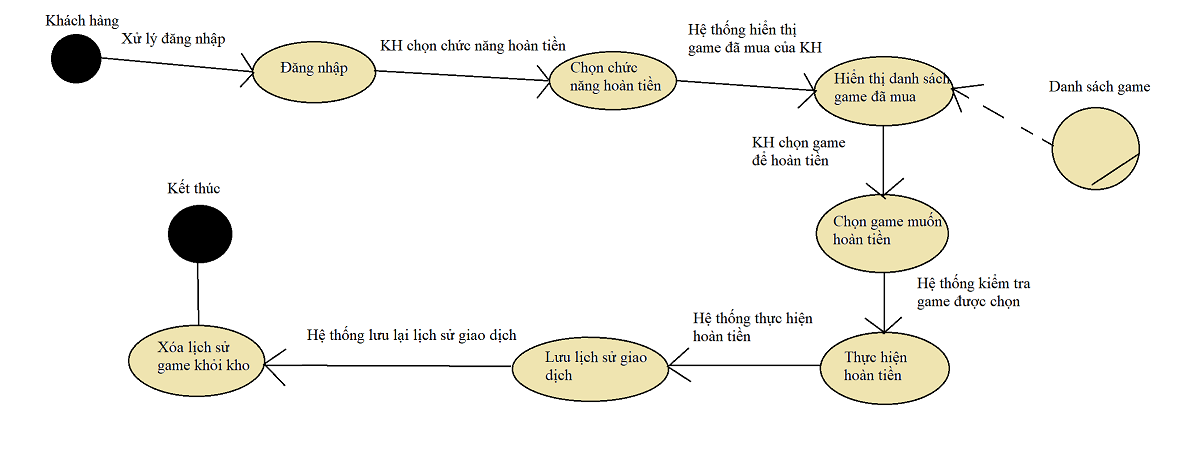 Khách hàng
Xử lý đăng nhập
Đăng nhập
KH chọn chức năng hoàn tiền
Chọn chức
năng hoàn tiền
Hệ thống hiển thị
game đã mua của KH
Hiển thị danh sách
game đã mua
Danh sách game
KH chọn game
để hoàn tiền
Chọn game muốn
hoàn tiền
Hệ thống kiểm tra
game được chọn
Thực hiện
hoàn tiền
Hệ thống thực hiện
hoàn tiền
Lưu lịch sử giao
dịch
Hệ thống lưu lại lịch sử giao dịch
Xóa lịch sử
game khỏi kho
Kết thúc